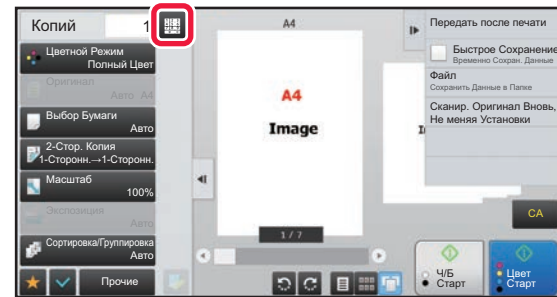 Копий 1
Цветной Режим
Полный Цвет
Оригинал
Авто A4
Выбор Бумаги
Авто
2-Стор. Копия
1-Сторонн.→1-Сторонн.
Масштаб
100%
Экспозиция
Авто
Сортировка/Группировка
Авто
Прочие
A4
A4
Image
I
1 / 7
Передать после печати
Быстрое Сохранение
Временно Сохран. Данные
Файл
Сохранить Данные в Папке
Сканир. Оригинал Вновь,
Не меняя Установки
CA
Ч/Б
Старт
Цвет
Старт